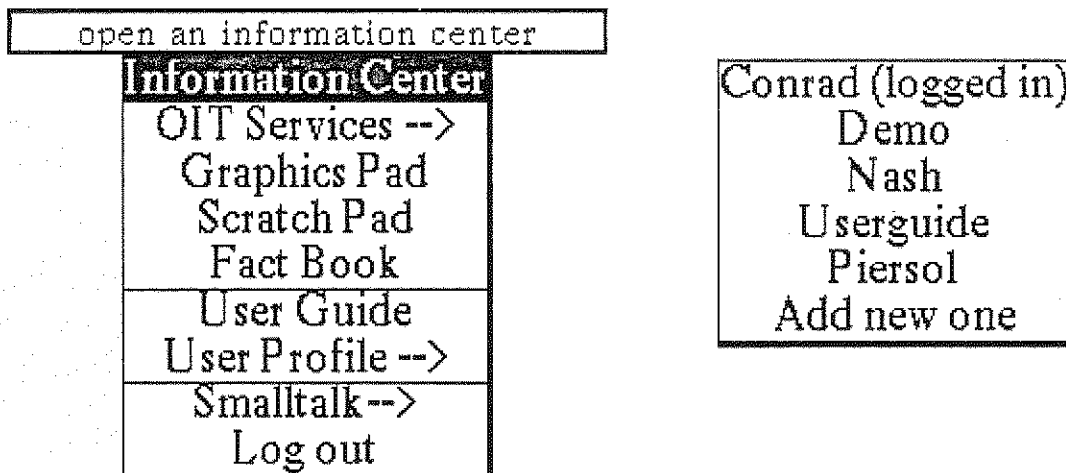 open an information center
Information Center
OIT Services -->
Graphics Pad
Scratch Pad
Fact Book
User Guide
User Profile -->
Smalltalk-->
Log out
Conrad (logged in)
Demo
Nash
Userguide
Piersol
Add new one